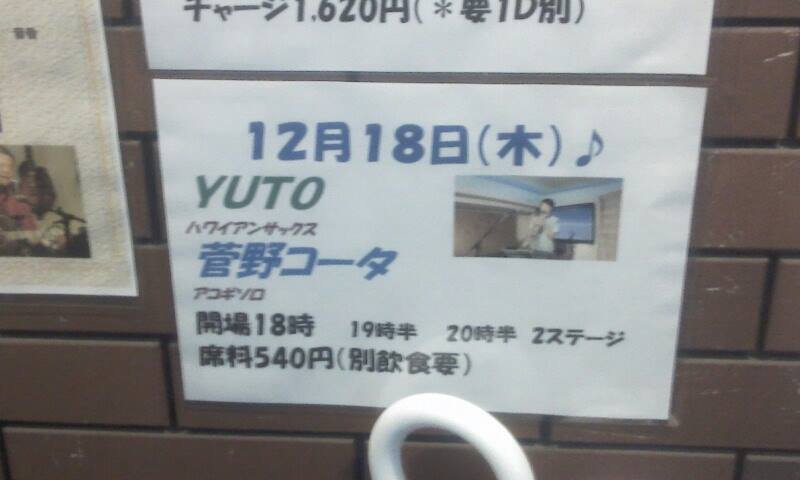 チャージ1,620円(*要1D別)
12月18日(木)♪
YUTO
ハワイアンサックス
菅野コータ
アコギソロ
開場18時 19時半 20時半 2ステージ
席料540円(別飲食要)